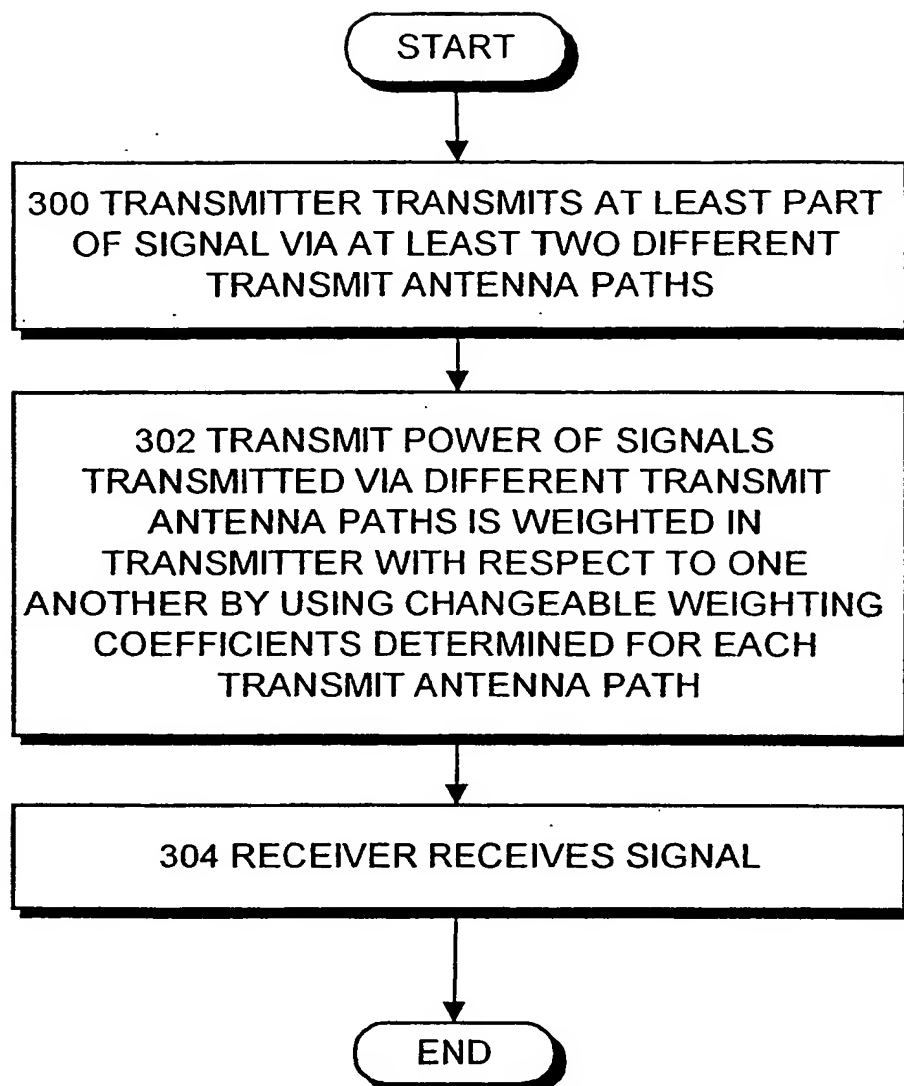 START
300 TRANSMITTER TRANSMITS AT LEAST PART
OF SIGNAL VIA AT LEAST TWO DIFFERENT
TRANSMIT ANTENNA PATHS
302 TRANSMIT POWER OF SIGNALS
TRANSMITTED VIA DIFFERENT TRANSMIT
ANTENNA PATHS IS WEIGHTED IN
TRANSMITTER WITH RESPECT TO ONE
ANOTHER BY USING CHANGEABLE WEIGHTING
COEFFICIENTS DETERMINED FOR EACH
TRANSMIT ANTENNA PATH
304 RECEIVER RECEIVES SIGNAL
END